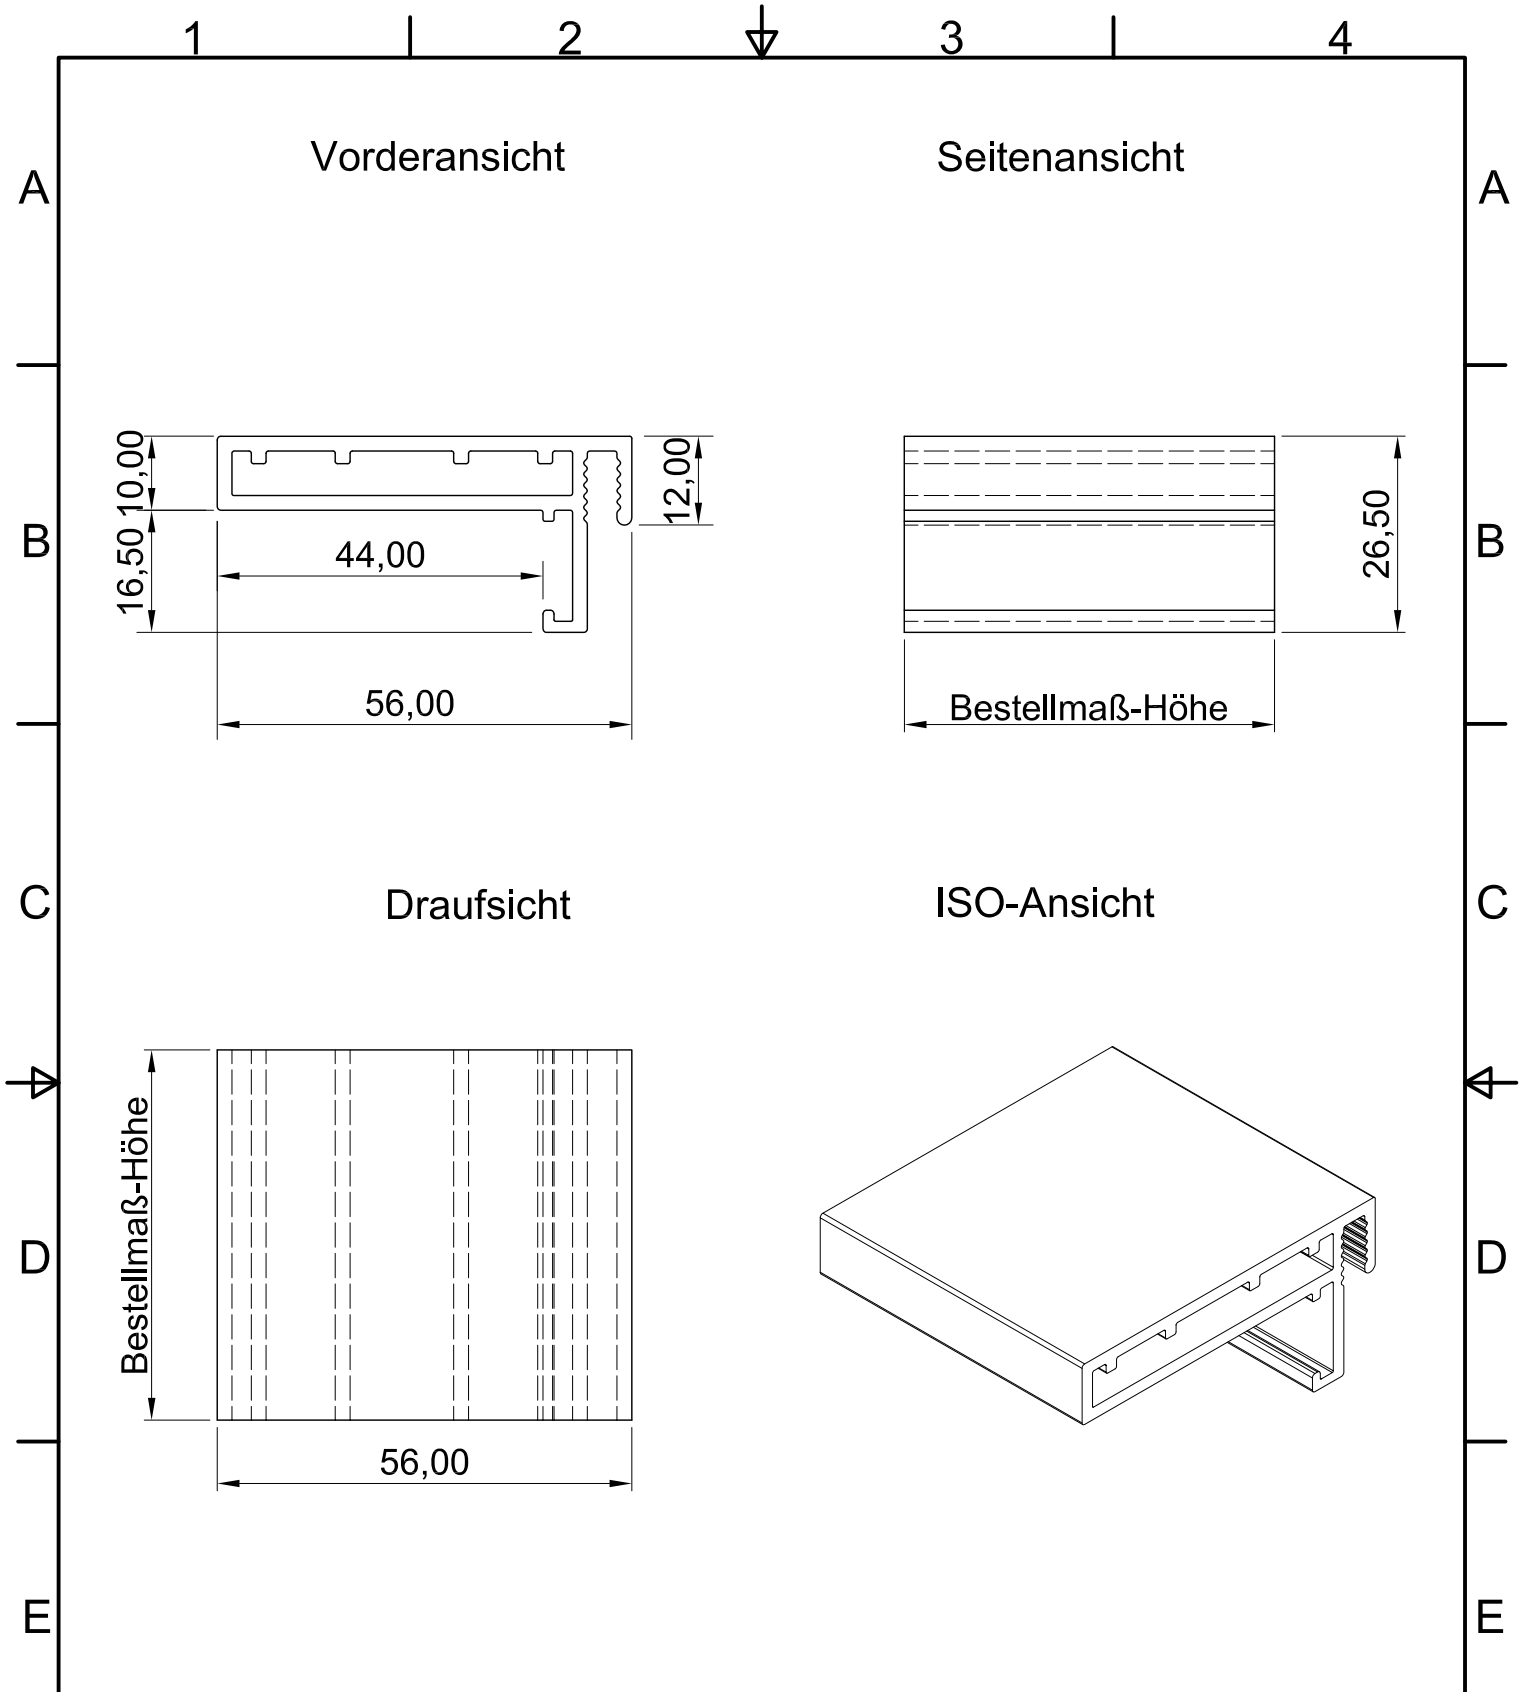 1 2 3 4
Vorderansicht
Seitenansicht
A A
10,00
12,00
16,50
44,00
26,50
B B
56,00
Bestellmaß-Höhe
C C
Draufsicht
ISO-Ansicht
Bestellmaß-Höhe
D D
56,00
E E